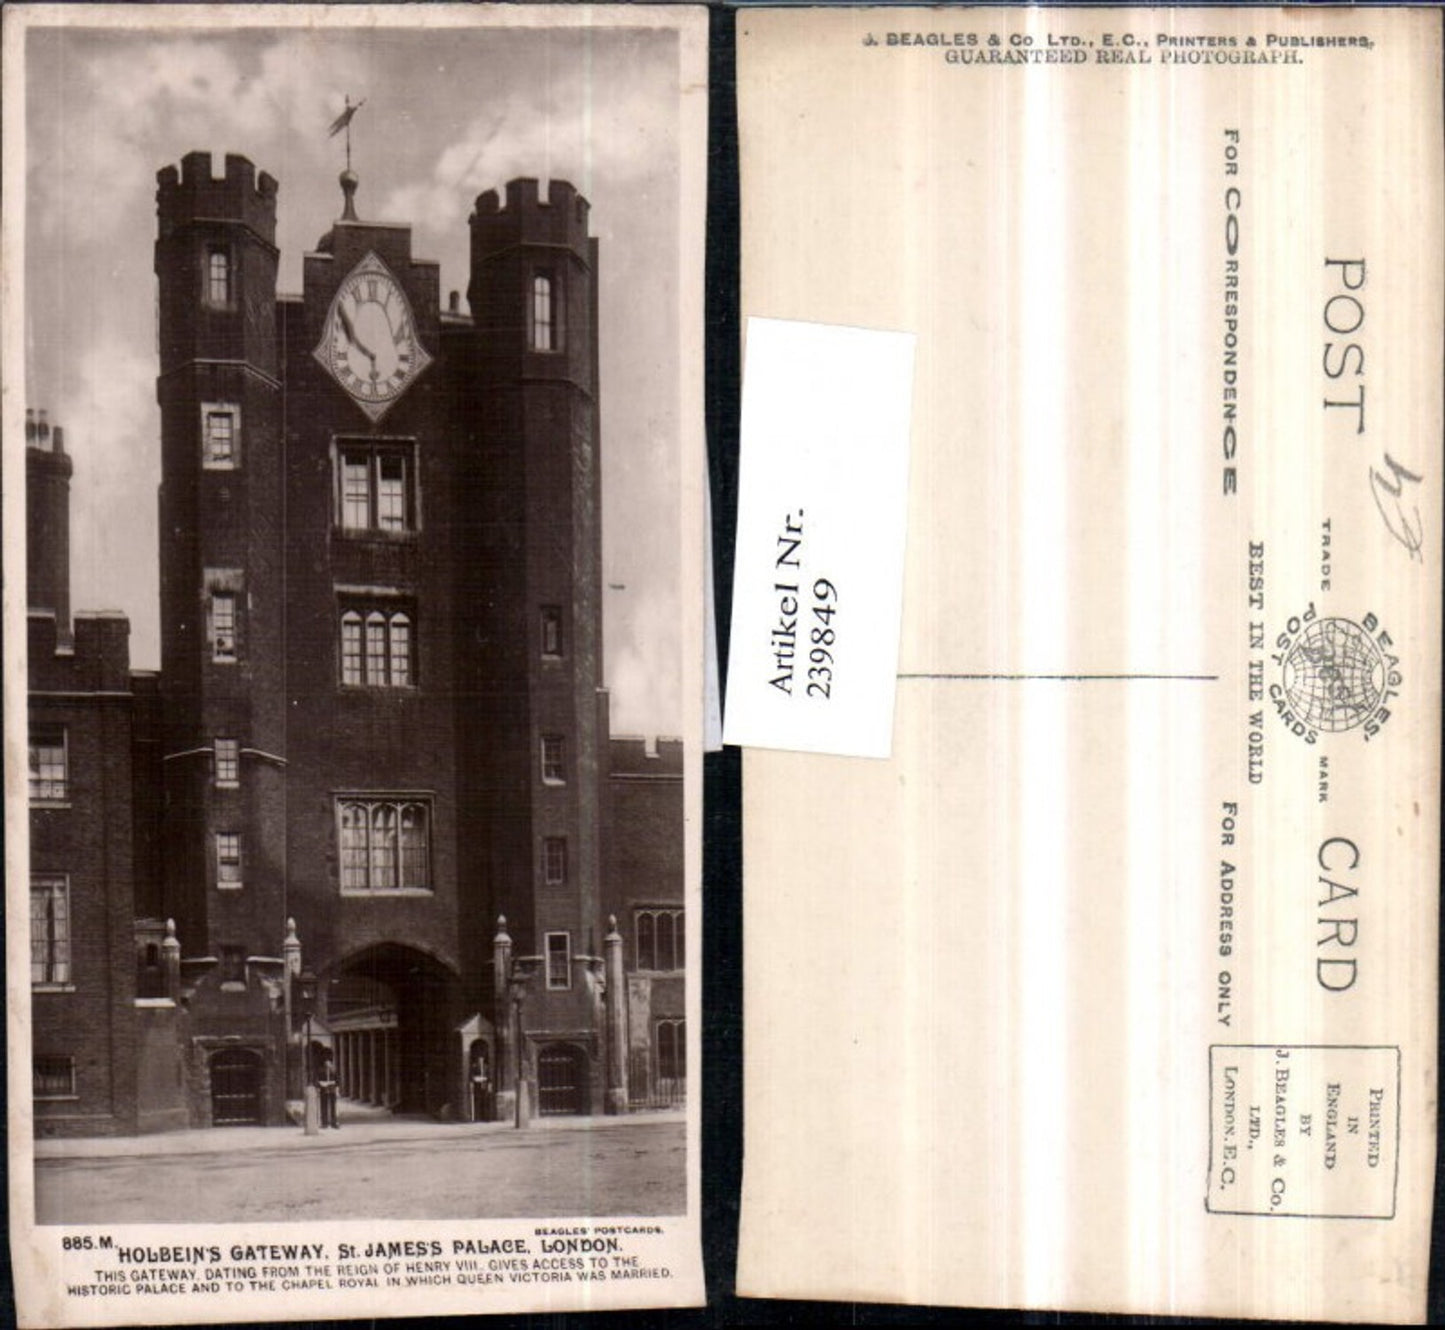 885.M.
BEAGLES' POSTCARDS.
HOLBEIN'S GATEWAY. St. JAMES'S PALACE, LONDON.
THIS GATEWAY, DATING FROM THE REIGN OF HENRY VIII. GIVES ACCESS TO THE
HISTORIC PALACE AND TO THE CHAPEL ROYAL IN WHICH QUEEN VICTORIA WAS MARRIED.
Artikel Nr.
239849
J. BEAGLES & Co LTD., E.C., PRINTERS & PUBLISHERS,
GUARANTEED REAL PHOTOGRAPH.
POST CARD
TRADE MARK
BEAGLES'
POST CARDS
BEST IN THE WORLD
FOR CORRESPONDENCE
FOR ADDRESS ONLY
PRINTED
IN
ENGLAND
BY
J. BEAGLES & Co.
LTD.,
LONDON. E.C.